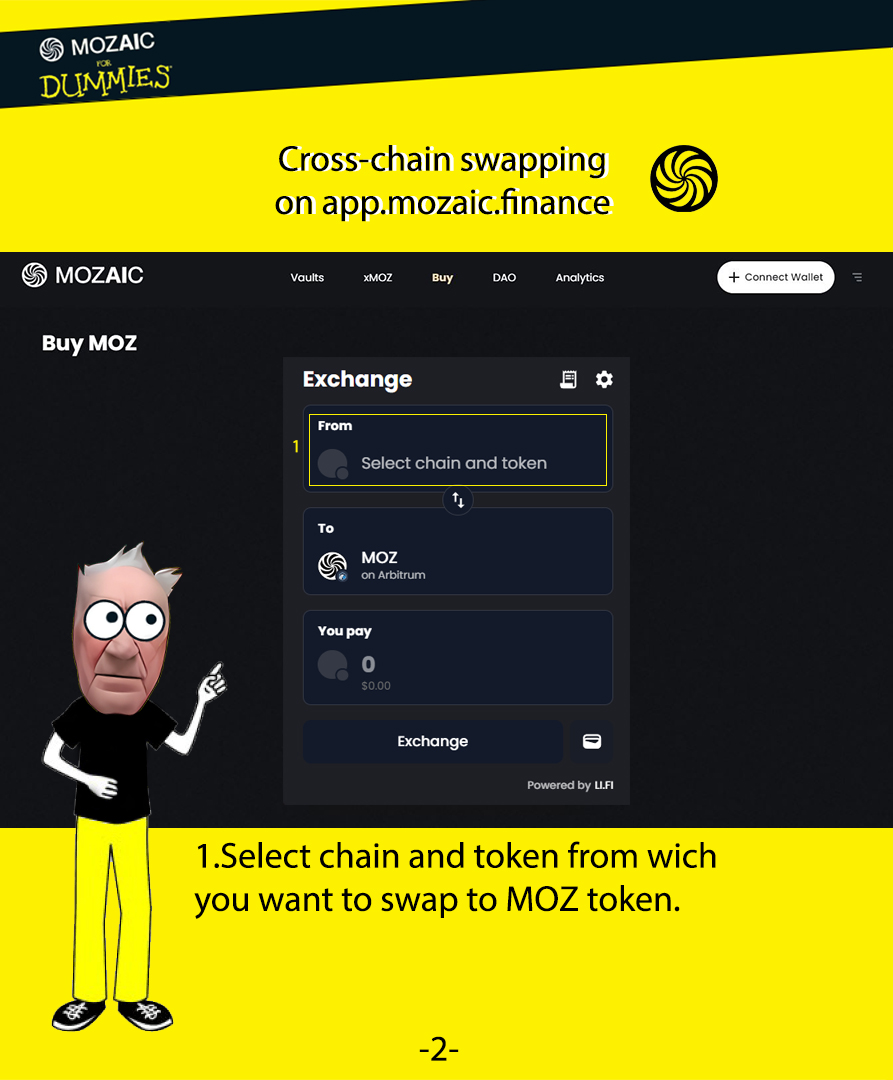 MOZAIC
FOR
DUMMIES
Cross-chain swapping
on app.mozaic.finance
MOZAIC
Vaults
xMOZ
Buy
DAO
Analytics
+ Connect Wallet
Buy MOZ
Exchange
1
From
Select chain and token
To
MOZ
on Arbitrum
You pay
0
$0.00
Exchange
Powered by LI.FI
1.Select chain and token from wich
you want to swap to MOZ token.
-2-